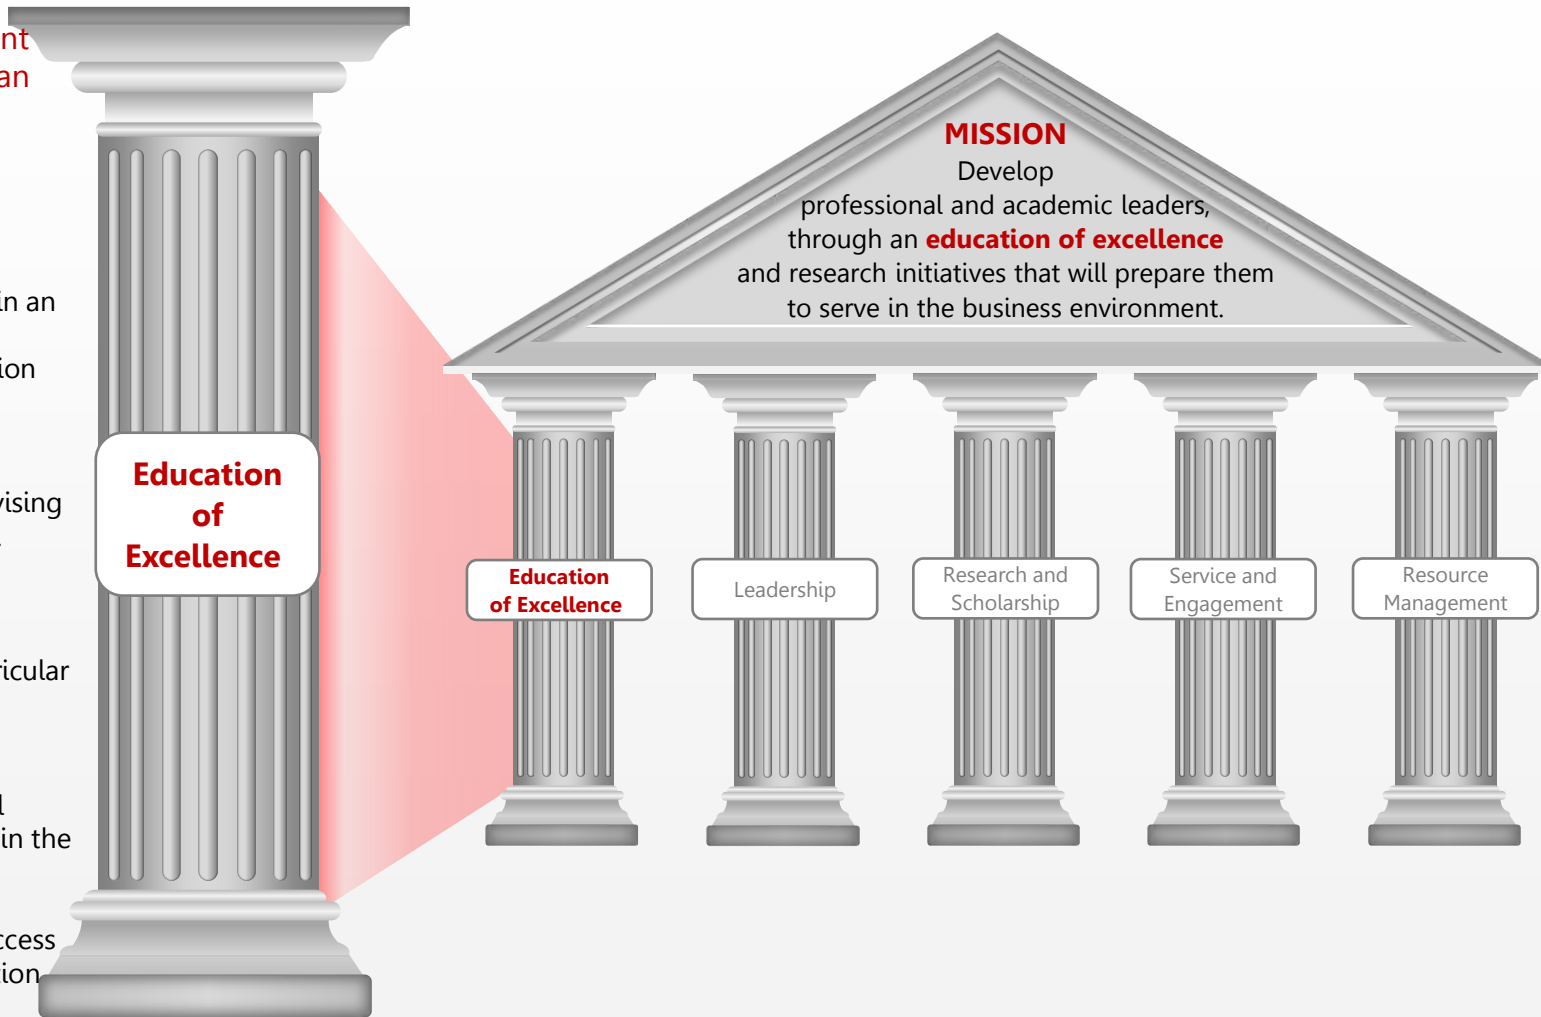 nt
an
in an
ion
vising
ricular
l
in the
ccess
tion
Education
of
Excellence
MISSION
Develop
professional and academic leaders,
through an education of excellence
and research initiatives that will prepare them
to serve in the business environment.
Education
of Excellence
Leadership
Research and
Scholarship
Service and
Engagement
Resource
Management